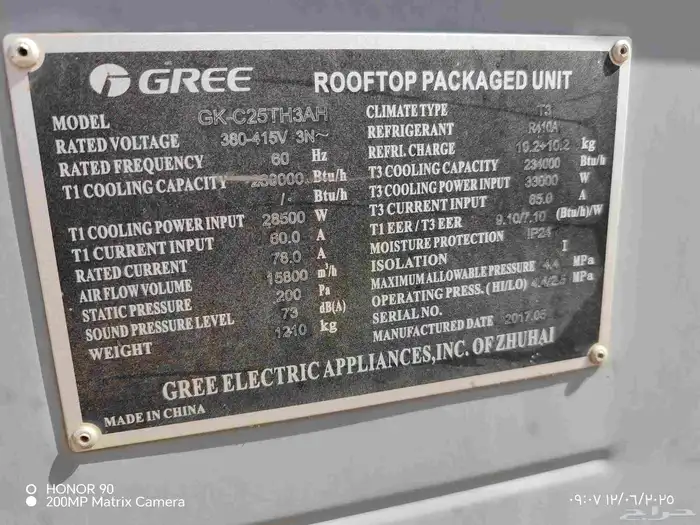 GREE
ROOFTOP PACKAGED UNIT
MODEL GK-C25TH3AH
RATED VOLTAGE 380-415V 3N~
RATED FREQUENCY 60 Hz
T1 COOLING CAPACITY Btu/h
/. Btu/h
T1 COOLING POWER INPUT 28500 W
T1 CURRENT INPUT 60.0 A
RATED CURRENT 78.0 A
AIR FLOW VOLUME 15800 m³/h
STATIC PRESSURE 200 Pa
SOUND PRESSURE LEVEL 73 dB(A)
WEIGHT 1210 kg
CLIMATE TYPE T3
REFRIGERANT R410A
REFRI. CHARGE 10.2+10.2 kg
T3 COOLING CAPACITY 234000 Btu/h
T3 COOLING POWER INPUT 33000 W
T3 CURRENT INPUT 65.0 A
T1 EER / T3 EER 9.10/7.10 (Btu/h)/W
MOISTURE PROTECTION IP24
ISOLATION I
MAXIMUM ALLOWABLE PRESSURE 4.4 MPa
OPERATING PRESS. ( HI/LO) 4.4/2.5 MPa
SERIAL NO.
MANUFACTURED DATE 2017.06
GREE ELECTRIC APPLIANCES,INC. OF ZHUHAI
MADE IN CHINA
HONOR 90
200MP Matrix Camera
٠٩:٠٧ ١٢/٠٦/٢٠٢٥
حراج